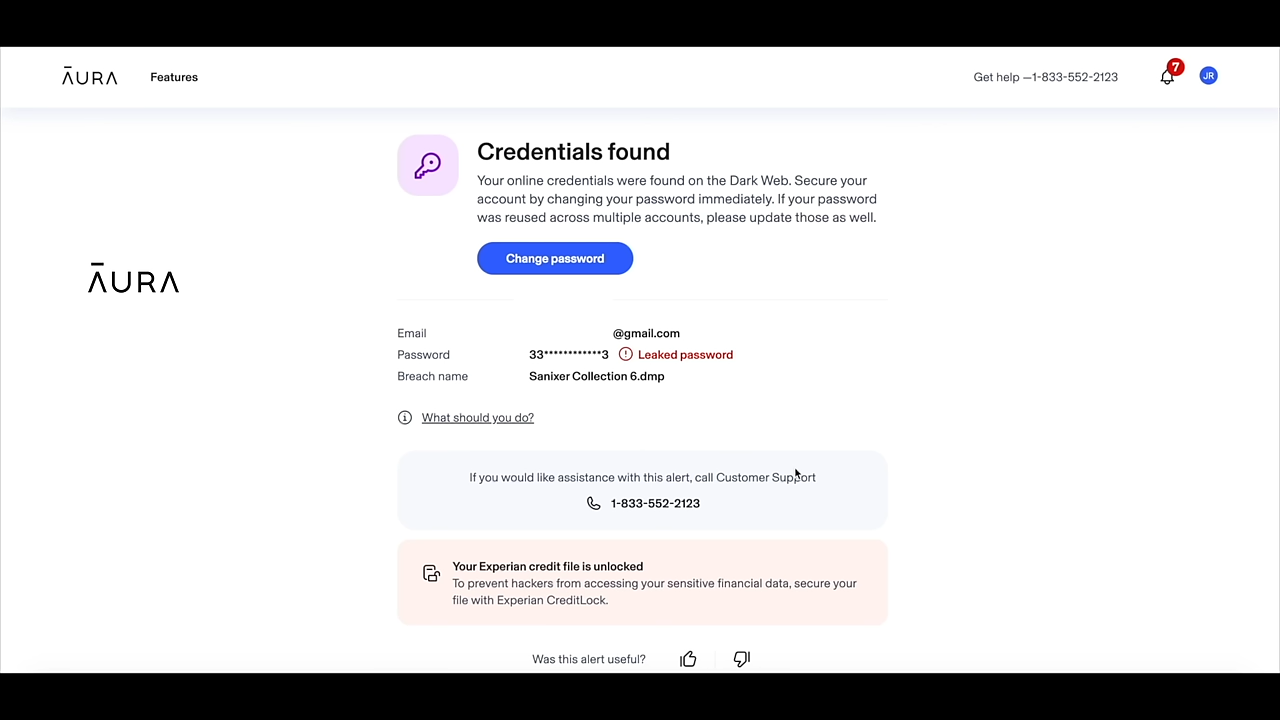 ĀURA
Features
Get help —1-833-552-2123
7
JR
Credentials found
Your online credentials were found on the Dark Web. Secure your
account by changing your password immediately. If your password
was reused across multiple accounts, please update those as well.
Change password
ĀURA
Email @gmail.com
Password 33************3 Leaked password
Breach name Sanixer Collection 6.dmp
What should you do?
If you would like assistance with this alert, call Customer Support
1-833-552-2123
Your Experian credit file is unlocked
To prevent hackers from accessing your sensitive financial data, secure your
file with Experian CreditLock.
Was this alert useful?